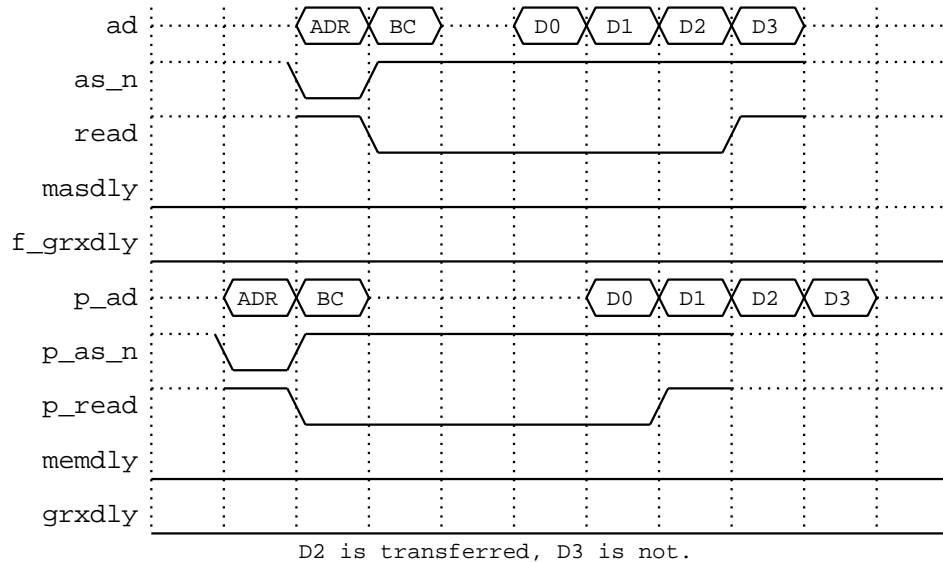 ad ADR BC D0 D1 D2 D3
as_n
read
masdly
f_grxdly
p_ad ADR BC D0 D1 D2 D3
p_as_n
p_read
memdly
grxdly
D2 is transferred, D3 is not.